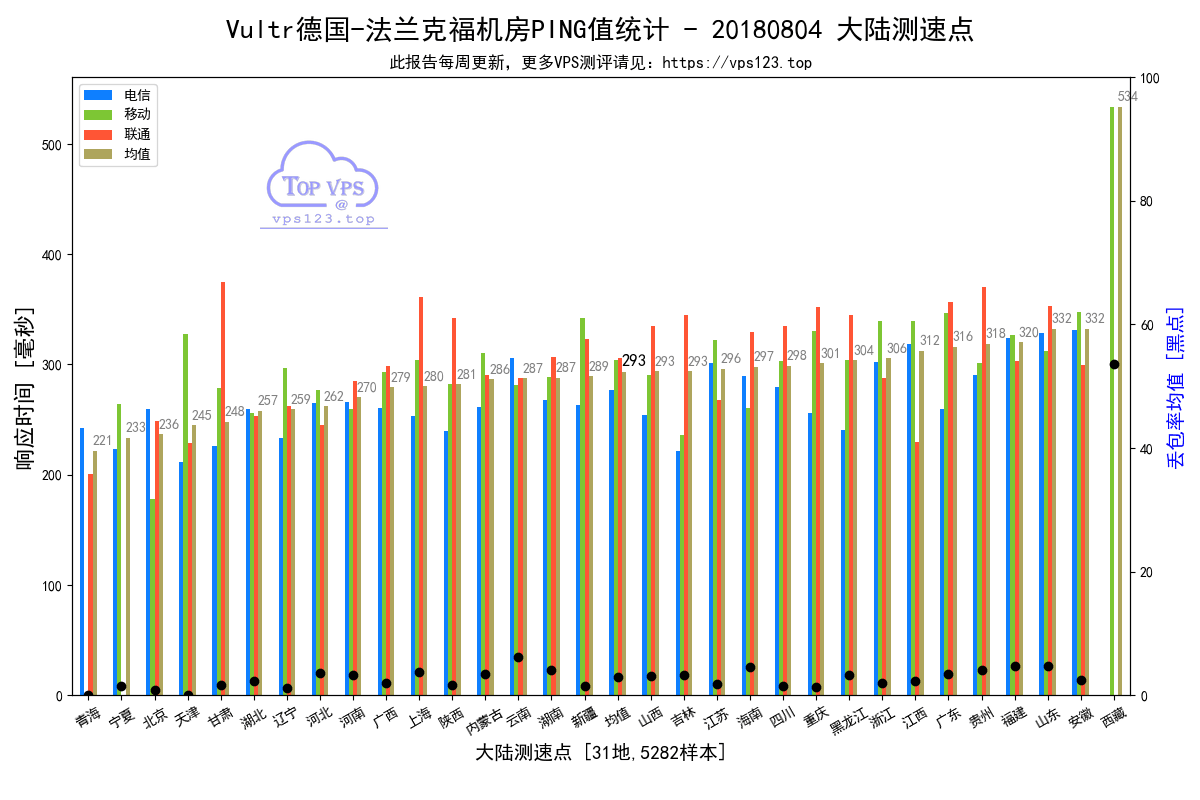 Vultr德国-法兰克福机房PING值统计 - 20180804 大陆测速点
此报告每周更新，更多VPS测评请见：https://vps123.top
电信
移动
联通
均值
TOP VPS
@
vps123.top
响应时间 [毫秒]
500
400
300
200
100
0
丢包率均值 [黑点]
100
80
60
40
20
0
221 233 236 245 248 257 259 262 270 279 280 281 286 287 287 289 293 293 293 296 297 298 301 304 306 312 316 318 320 332 332 534
青海 宁夏 北京 天津 甘肃 湖北 辽宁 河北 河南 广西 上海 陕西 内蒙古 云南 湖南 新疆 均值 山西 吉林 江苏 海南 四川 重庆 黑龙江 浙江 江西 广东 贵州 福建 山东 安徽 西藏
大陆测速点 [31地,5282样本]